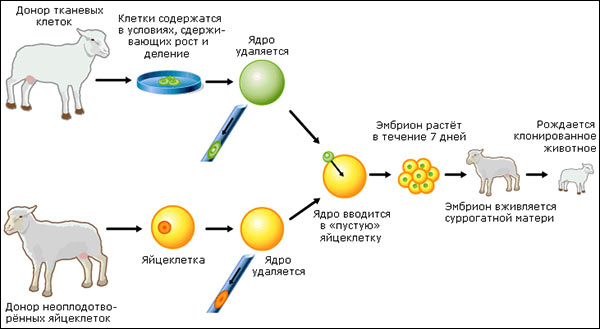 Донор тканевых
клеток
Клетки содержатся
в условиях, сдержи-
вающих рост и
деление
Ядро
удаляется
Эмбрион растёт
в течение 7 дней
Рождается
клонированное
животное
Ядро вводится
в «пустую»
яйцеклетку
Эмбрион вживляется
суррогатной матери
Яйцеклетка
Ядро
удаляется
Донор неоплодотво-
рённых яйцеклеток